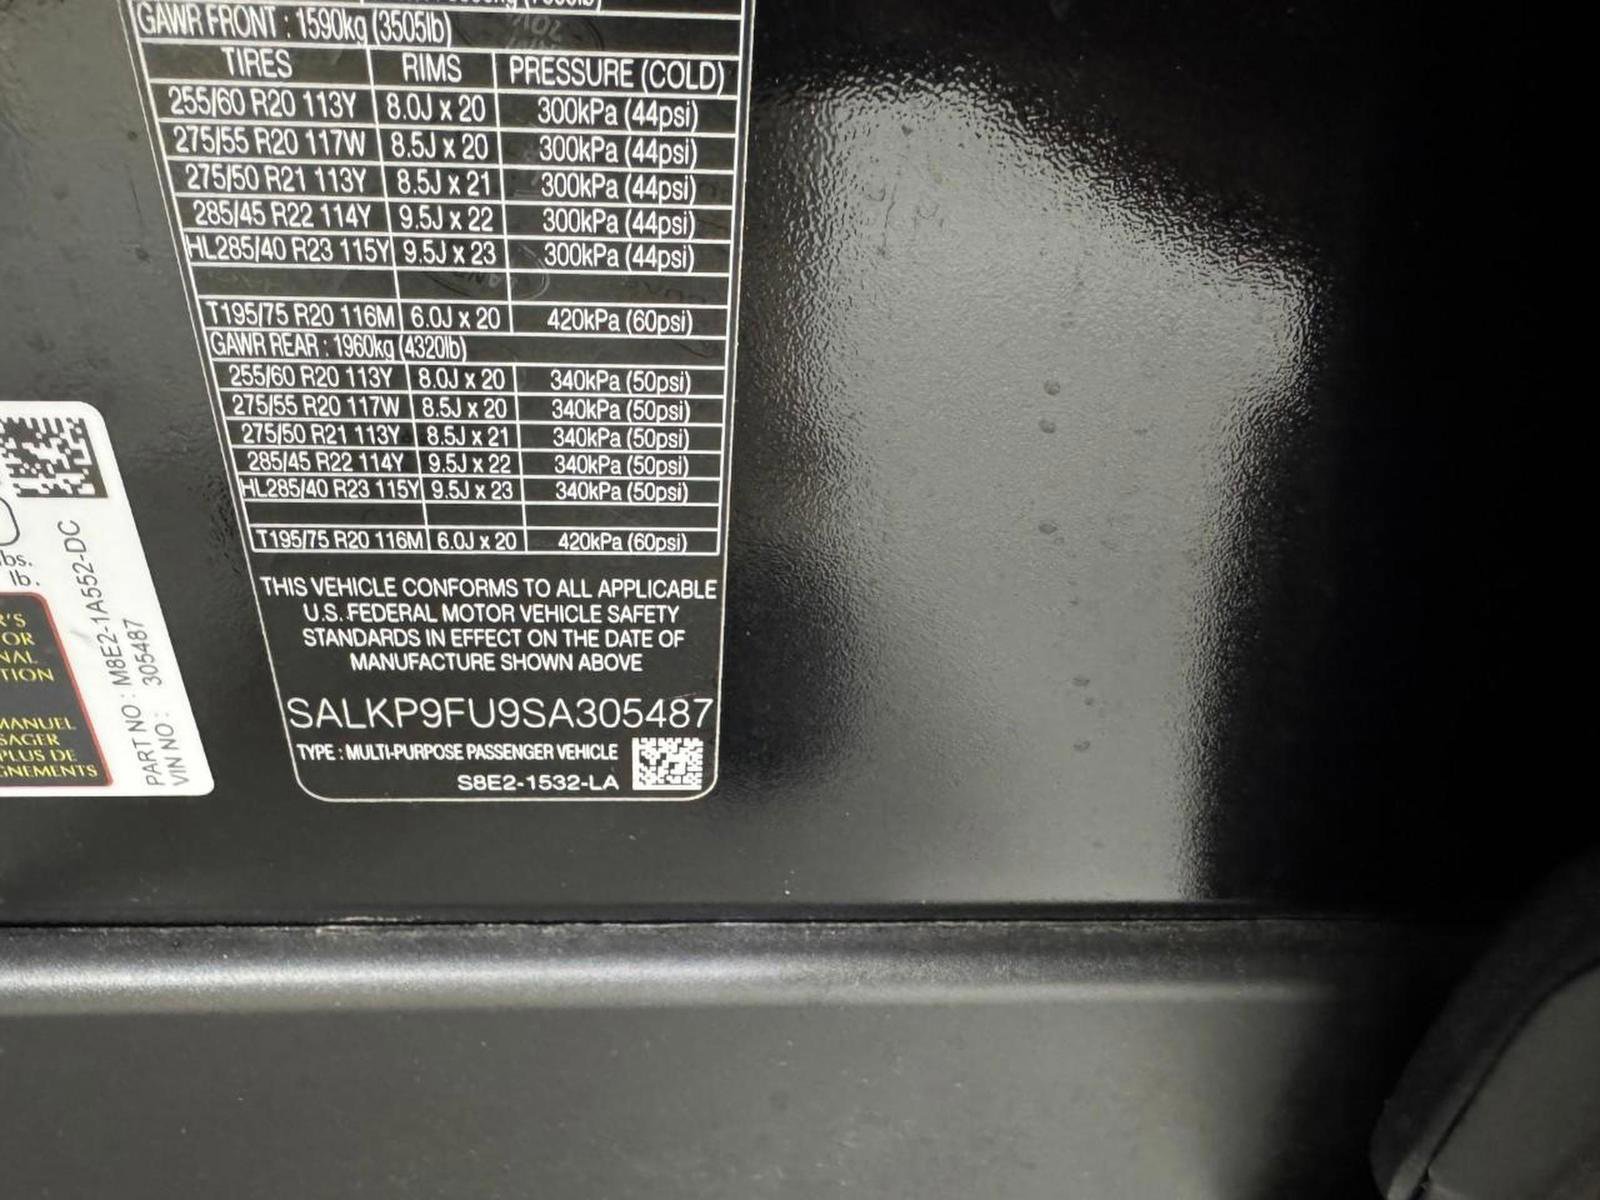 GAWR FRONT : 1590kg (3505lb)
TIRES RIMS PRESSURE (COLD)
255/60 R20 113Y 8.0J x 20 300kPa (44psi)
275/55 R20 117W 8.5J x 20 300kPa (44psi)
275/50 R21 113Y 8.5J x 21 300kPa (44psi)
285/45 R22 114Y 9.5J x 22 300kPa (44psi)
HL285/40 R23 115Y 9.5J x 23 300kPa (44psi)
T195/75 R20 116M 6.0J x 20 420kPa (60psi)
GAWR REAR : 1960kg (4320lb)
255/60 R20 113Y 8.0J x 20 340kPa (50psi)
275/55 R20 117W 8.5J x 20 340kPa (50psi)
275/50 R21 113Y 8.5J x 21 340kPa (50psi)
285/45 R22 114Y 9.5J x 22 340kPa (50psi)
HL285/40 R23 115Y 9.5J x 23 340kPa (50psi)
T195/75 R20 116M 6.0J x 20 420kPa (60psi)
THIS VEHICLE CONFORMS TO ALL APPLICABLE
U.S. FEDERAL MOTOR VEHICLE SAFETY
STANDARDS IN EFFECT ON THE DATE OF
MANUFACTURE SHOWN ABOVE
SALKP9FU9SA305487
TYPE : MULTI-PURPOSE PASSENGER VEHICLE
S8E2-1532-LA
lb.
MANUEL
PLUS DE
PART NO : M8E2-1A552-DC
VIN NO : 305487